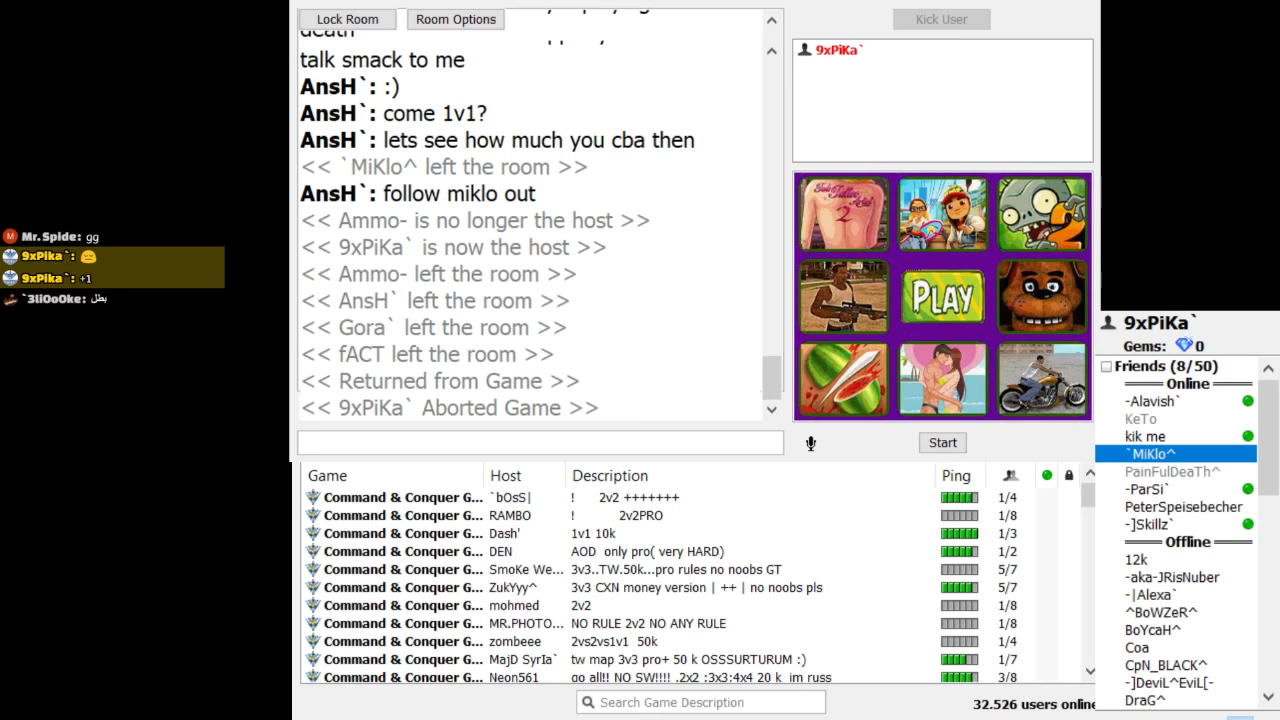 Lock Room
Room Options
death
talk smack to me
AnsH`: :)
AnsH`: come 1v1?
AnsH`: lets see how much you cba then
<< `MiKlo^ left the room >>
AnsH`: follow miklo out
<< Ammo- is no longer the host >>
<< 9xPiKa` is now the host >>
<< Ammo- left the room >>
<< AnsH` left the room >>
<< Gora` left the room >>
<< fACT left the room >>
<< Returned from Game >>
<< 9xPiKa` Aborted Game >>
Mr.Spide: gg
9xPika`: 😑
9xPika`: +1
`3li0o0ke: بطل
Kick User
9xPiKa`
2
2
PLAY
Start
9xPiKa`
Gems: 0
Friends (8/50)
Online
-Alavish`
KeTo
kik me
`MiKlo^
PainFulDeaTh^
-ParSi`
PeterSpeisebecher
-]Skillz`
Offline
12k
-aka-JRisNuber
-|Alexa`
^BoWZeR^
BoYcaH^
Coa
CpN_BLACK^
-]DeviL^EviL[-
DraG^
Game Host Description Ping
Command & Conquer G... `bOsS| ! 2v2 +++++++ 1/4
Command & Conquer G... RAMBO ! 2v2PRO 1/8
Command & Conquer G... Dash' 1v1 10k 1/3
Command & Conquer G... DEN AOD only pro( very HARD) 1/2
Command & Conquer G... SmoKe We... 3v3..TW.50k...pro rules no noobs GT 5/7
Command & Conquer G... ZukYyy^ 3v3 CXN money version | ++ | no noobs pls 5/7
Command & Conquer G... mohmed 2v2 1/8
Command & Conquer G... MR.PHOTO... NO RULE 2v2 NO ANY RULE 1/8
Command & Conquer G... zombeee 2vs2vs1v1 50k 1/4
Command & Conquer G... MajD SyrIa` tw map 3v3 pro+ 50 k OSSSURTURUM :) 1/7
Command & Conquer G... Neon561 go all!! NO SW!!!! .2x2 :3x3:4x4 20 k im russ 3/8
Search Game Description
32.526 users online